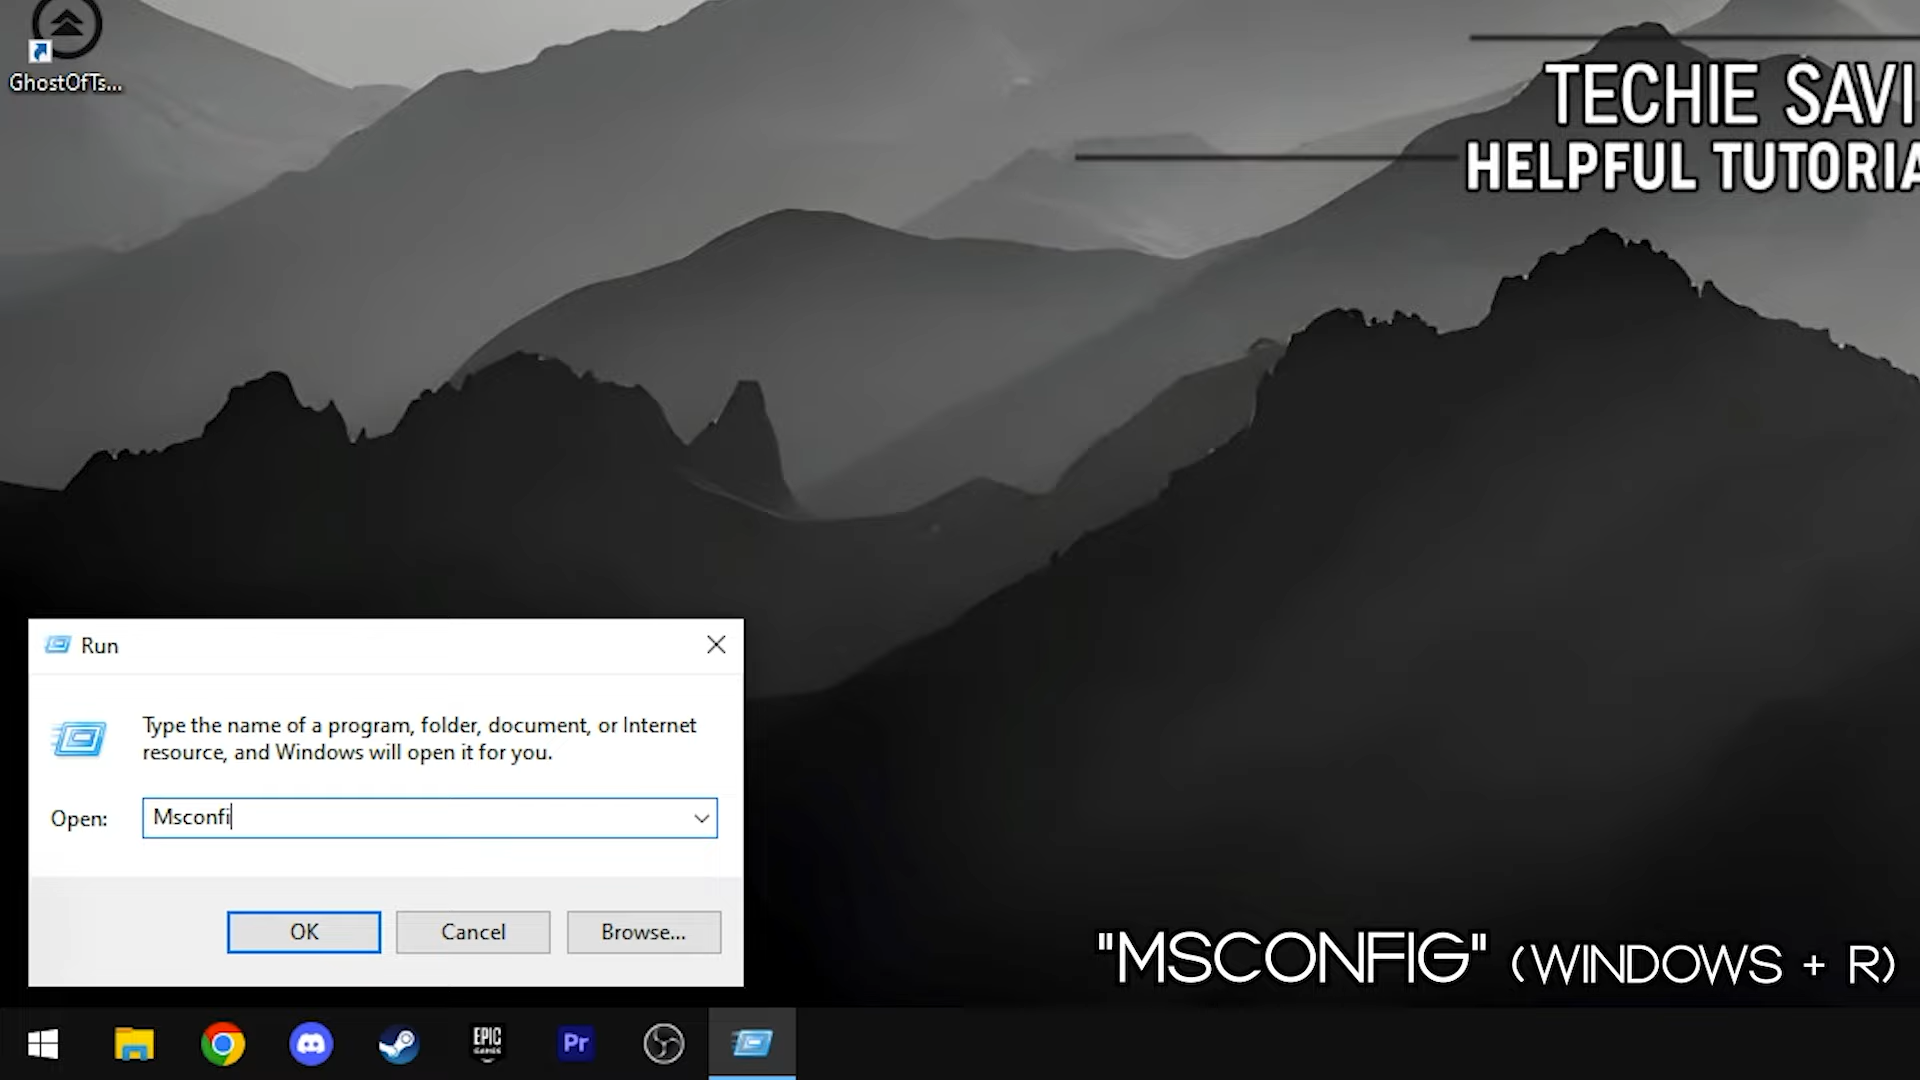 GhostOfTs...
TECHIE SAVI
HELPFUL TUTORIA
Run
Type the name of a program, folder, document, or Internet
resource, and Windows will open it for you.
Open: Msconfi
OK Cancel Browse...
"MSCONFIG" (WINDOWS + R)
EPIC
GAMES
Pr